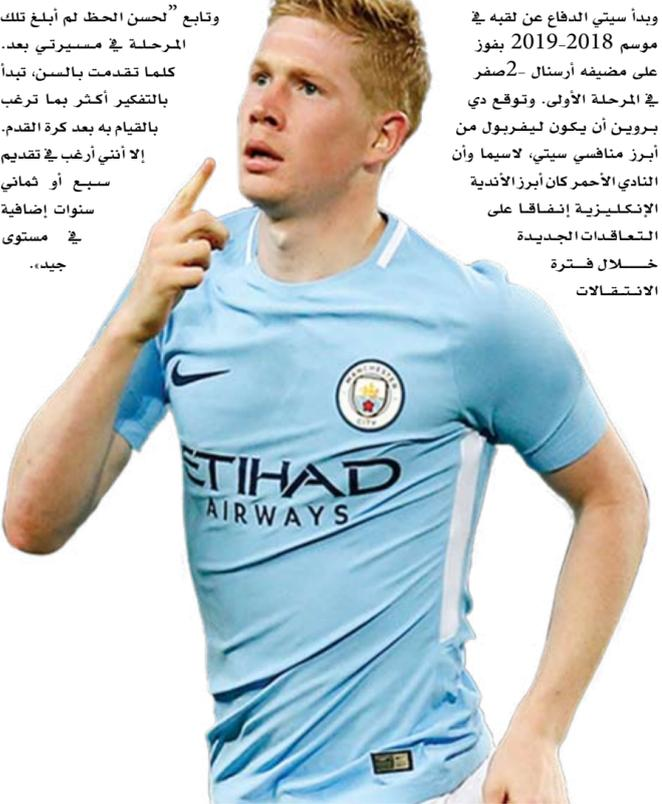 وبدأ سيتي الدفاع عن لقبه في
موسم 2018-2019 بفوز
على مضيفه أرسنال -2صفر
في المرحلة الأولى. وتوقع دي
بروين أن يكون ليفربول من
أبرز منافسي سيتي، لاسيما وأن
النادي الأحمر كان أبرز الأندية
الإنكليزية إنفاقا على
التعاقدات الجديدة
خلال فترة
الانتقالات
وتابع ”لحسن الحظ لم أبلغ تلك
المرحلة في مسيرتي بعد.
كلما تقدمت بالسن، تبدأ
بالتفكير أكثر بما ترغب
بالقيام به بعد كرة القدم.
إلا أنني أرغب في تقديم
سبع أو ثماني
سنوات إضافية
في مستوى
جيد».
MANCHESTER
CITY
ETIHAD
AIRWAYS